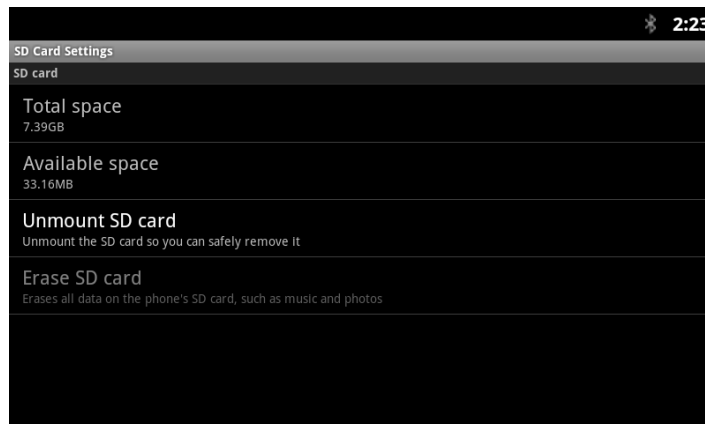 2:23
SD Card Settings
SD card
Total space
7.39GB
Available space
33.16MB
Unmount SD card
Unmount the SD card so you can safely remove it
Erase SD card
Erases all data on the phone's SD card, such as music and photos